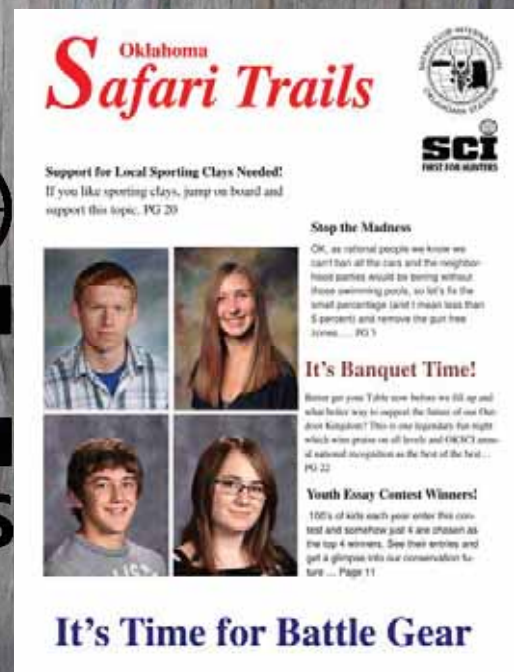 Oklahoma
Safari Trails
SAFARI CLUB INTERNATIONAL
OKLAHOMA STATION
SCI
FIRST FOR HUNTERS
Support for Local Sporting Clays Needed!
If you like sporting clays, jump on board and
support this topic. PG 20
Stop the Madness
OK, as rational people we know we
can't ban all the cars and the neighbor-
hood parties would be boring without
those swimming pools, so let's fix the
small percentage (and I mean less than
5 percent) and remove the gun free
zones..... PG 1
It's Banquet Time!
Better get your Table now before we fill up and
what better way to support the future of our Out-
door Kingdom? This is one legendary fun night
which wins praise on all levels and OKSCI annu-
al national recognition as the best of the best...
PG 22
Youth Essay Contest Winners!
100's of kids each year enter this con-
test and somehow just 4 are chosen as
the top 4 winners. See their entries and
get a glimpse into our conservation fu-
ture ... Page 11
It's Time for Battle Gear